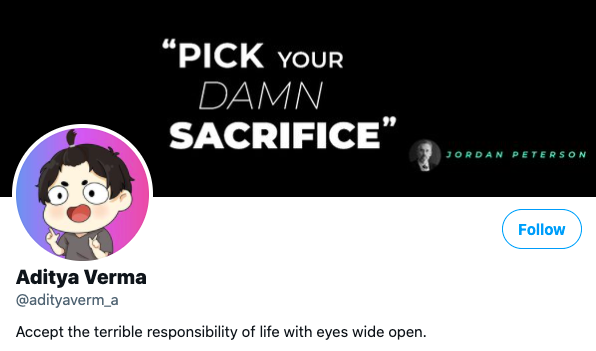 “PICK YOUR
DAMN
SACRIFICE”
JORDAN PETERSON
Follow
Aditya Verma
@adityaverm_a
Accept the terrible responsibility of life with eyes wide open.